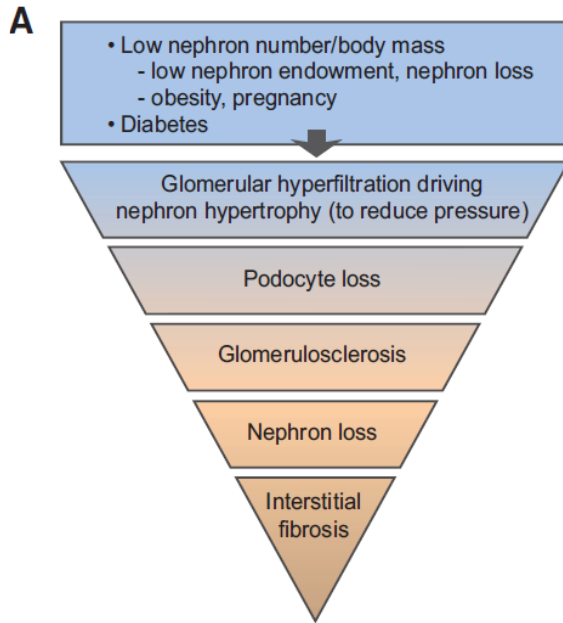 A
• Low nephron number/body mass
- low nephron endowment, nephron loss
- obesity, pregnancy
• Diabetes
Glomerular hyperfiltration driving
nephron hypertrophy (to reduce pressure)
Podocyte loss
Glomerulosclerosis
Nephron loss
Interstitial
fibrosis